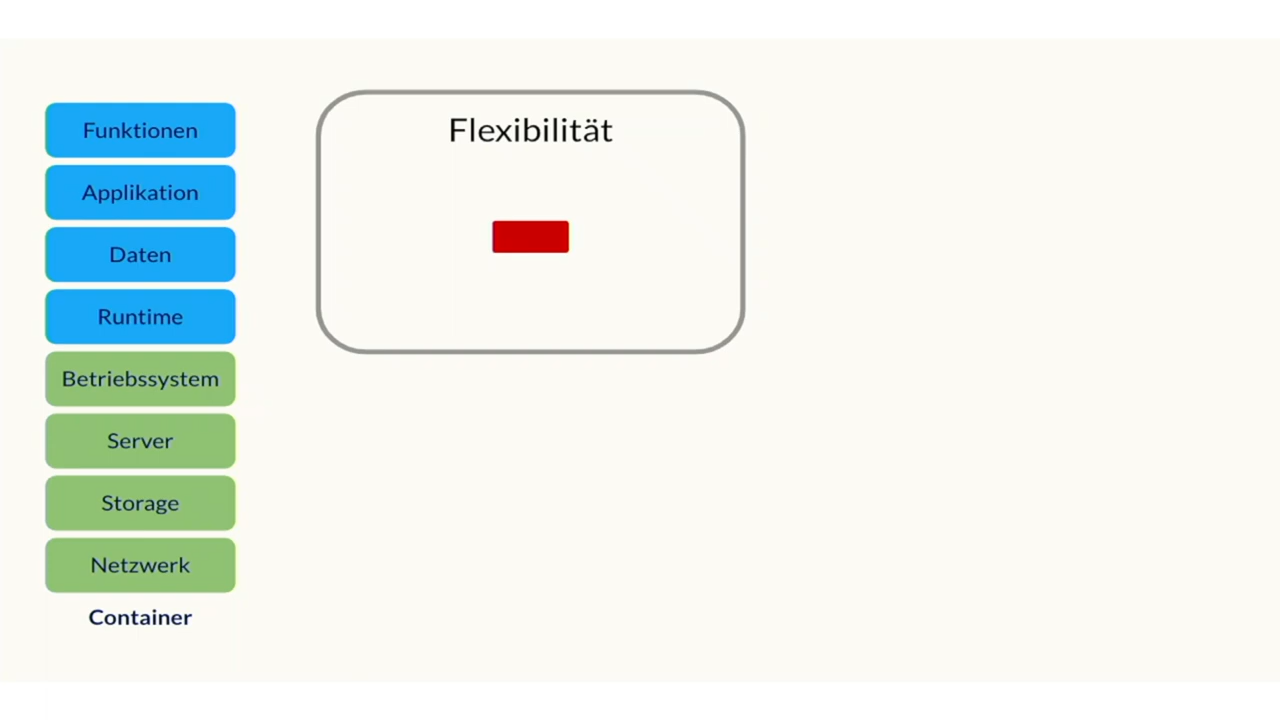 Funktionen
Applikation
Daten
Runtime
Betriebssystem
Server
Storage
Netzwerk
Container
Flexibilität